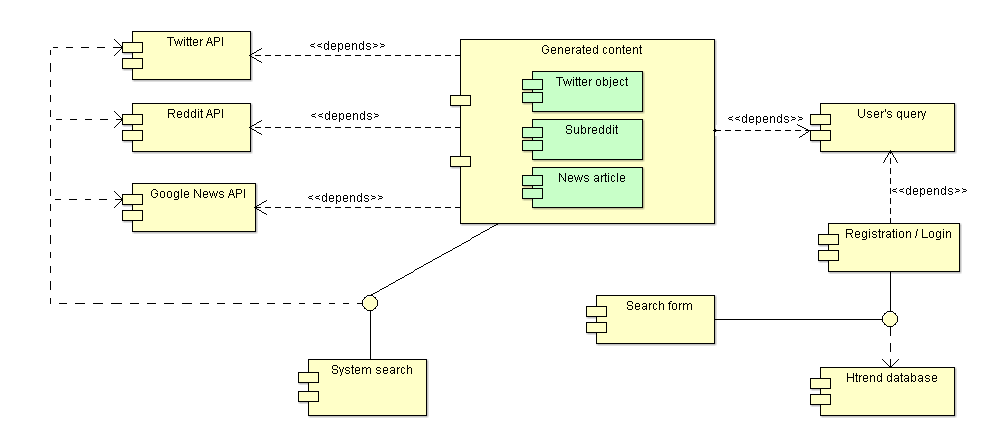 Twitter API
<<depends>>
Generated content
Twitter object
Reddit API
<<depends>
Subreddit
<<depends>>
User's query
News article
Google News API
<<depends>>
<<depends>>
Registration / Login
Search form
System search
Htrend database